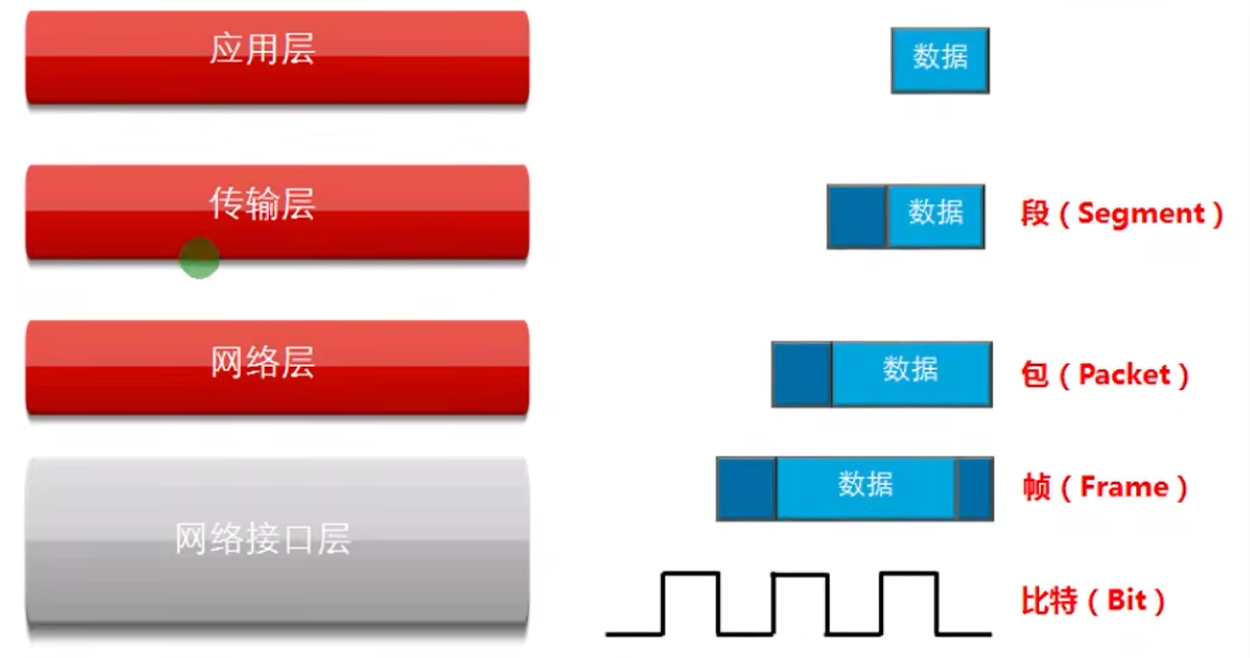 应用层
数据
传输层
数据
段（Segment）
网络层
数据
包（Packet）
数据
帧（Frame）
网络接口层
比特（Bit）